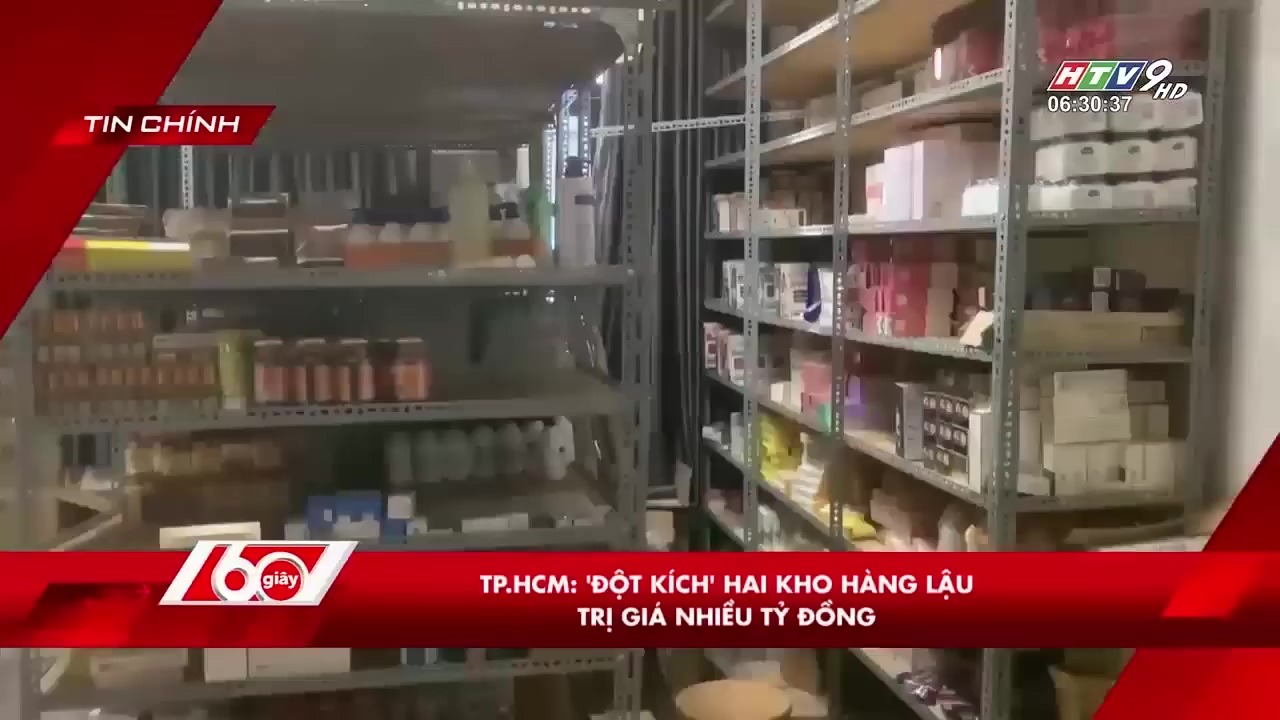 TIN CHÍNH
HTV9 HD
06:30:37
60 giây
TP.HCM: 'ĐỘT KÍCH' HAI KHO HÀNG LẬU
TRỊ GIÁ NHIỀU TỶ ĐỒNG